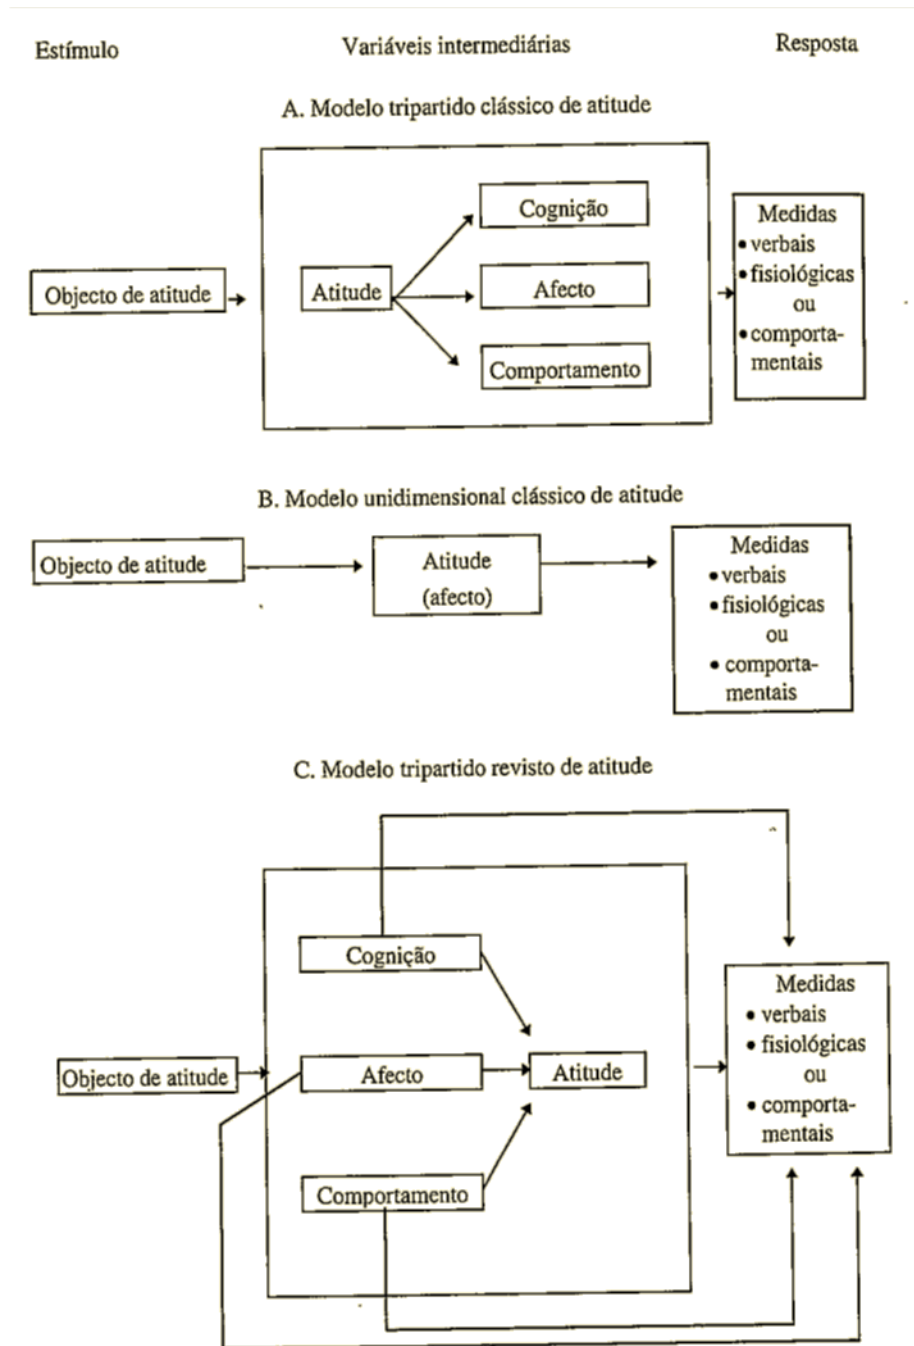 Estímulo
Variáveis intermediárias
Resposta
A. Modelo tripartido clássico de atitude
Objecto de atitude
Atitude
Cognição
Afecto
Comportamento
Medidas
• verbais
• fisiológicas
ou
• comporta-
mentais
B. Modelo unidimensional clássico de atitude
Objecto de atitude
Atitude
(afecto)
Medidas
• verbais
• fisiológicas
ou
• comporta-
mentais
C. Modelo tripartido revisto de atitude
Objecto de atitude
Cognição
Afecto
Comportamento
Atitude
Medidas
• verbais
• fisiológicas
ou
• comporta-
mentais